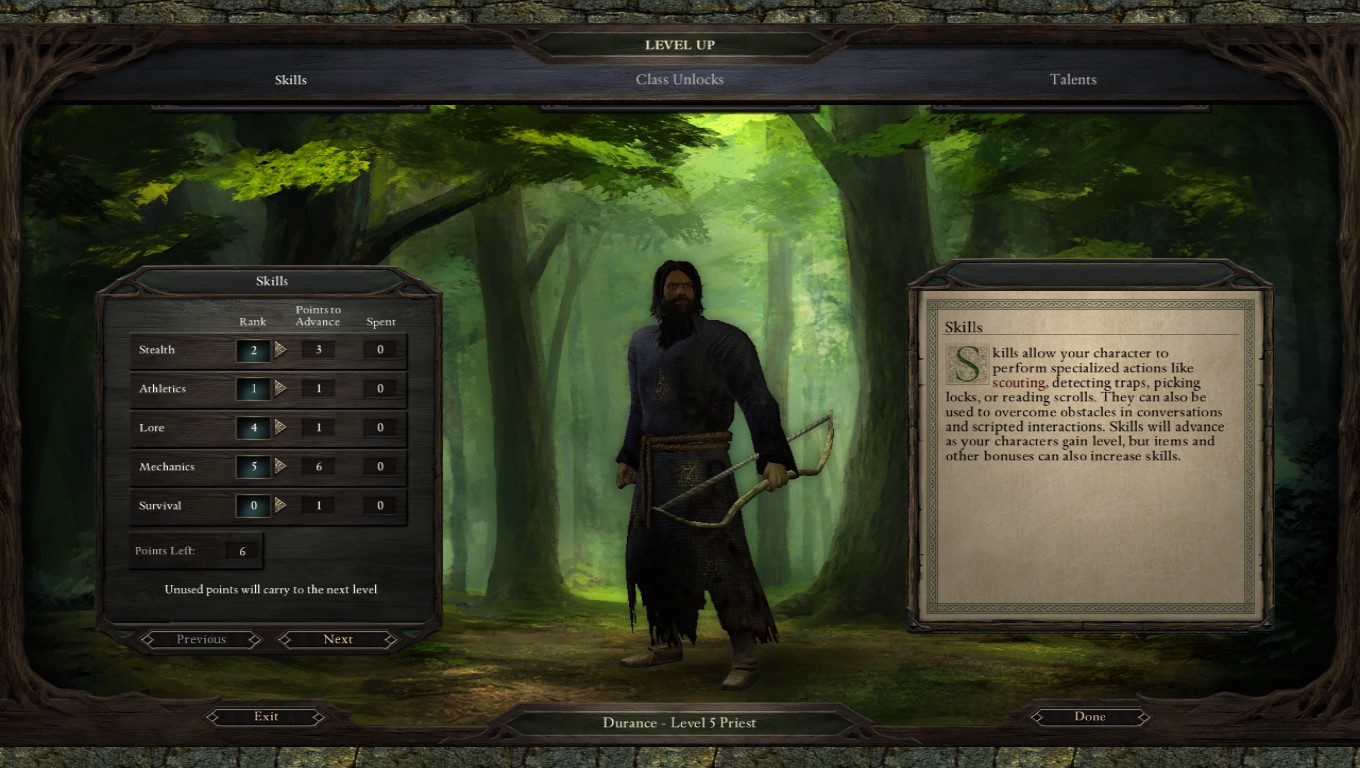 LEVEL UP
Skills
Class Unlocks
Talents
Skills
Rank
Points to
Advance
Spent
Stealth 2 3 0
Athletics 1 1 0
Lore 4 1 0
Mechanics 5 6 0
Survival 0 1 0
Points Left: 6
Unused points will carry to the next level
Previous
Next
Skills
Skills allow your character to
perform specialized actions like
scouting, detecting traps, picking
locks, or reading scrolls. They can also be
used to overcome obstacles in conversations
and scripted interactions. Skills will advance
as your characters gain level, but items and
other bonuses can also increase skills.
Exit
Durance - Level 5 Priest
Done